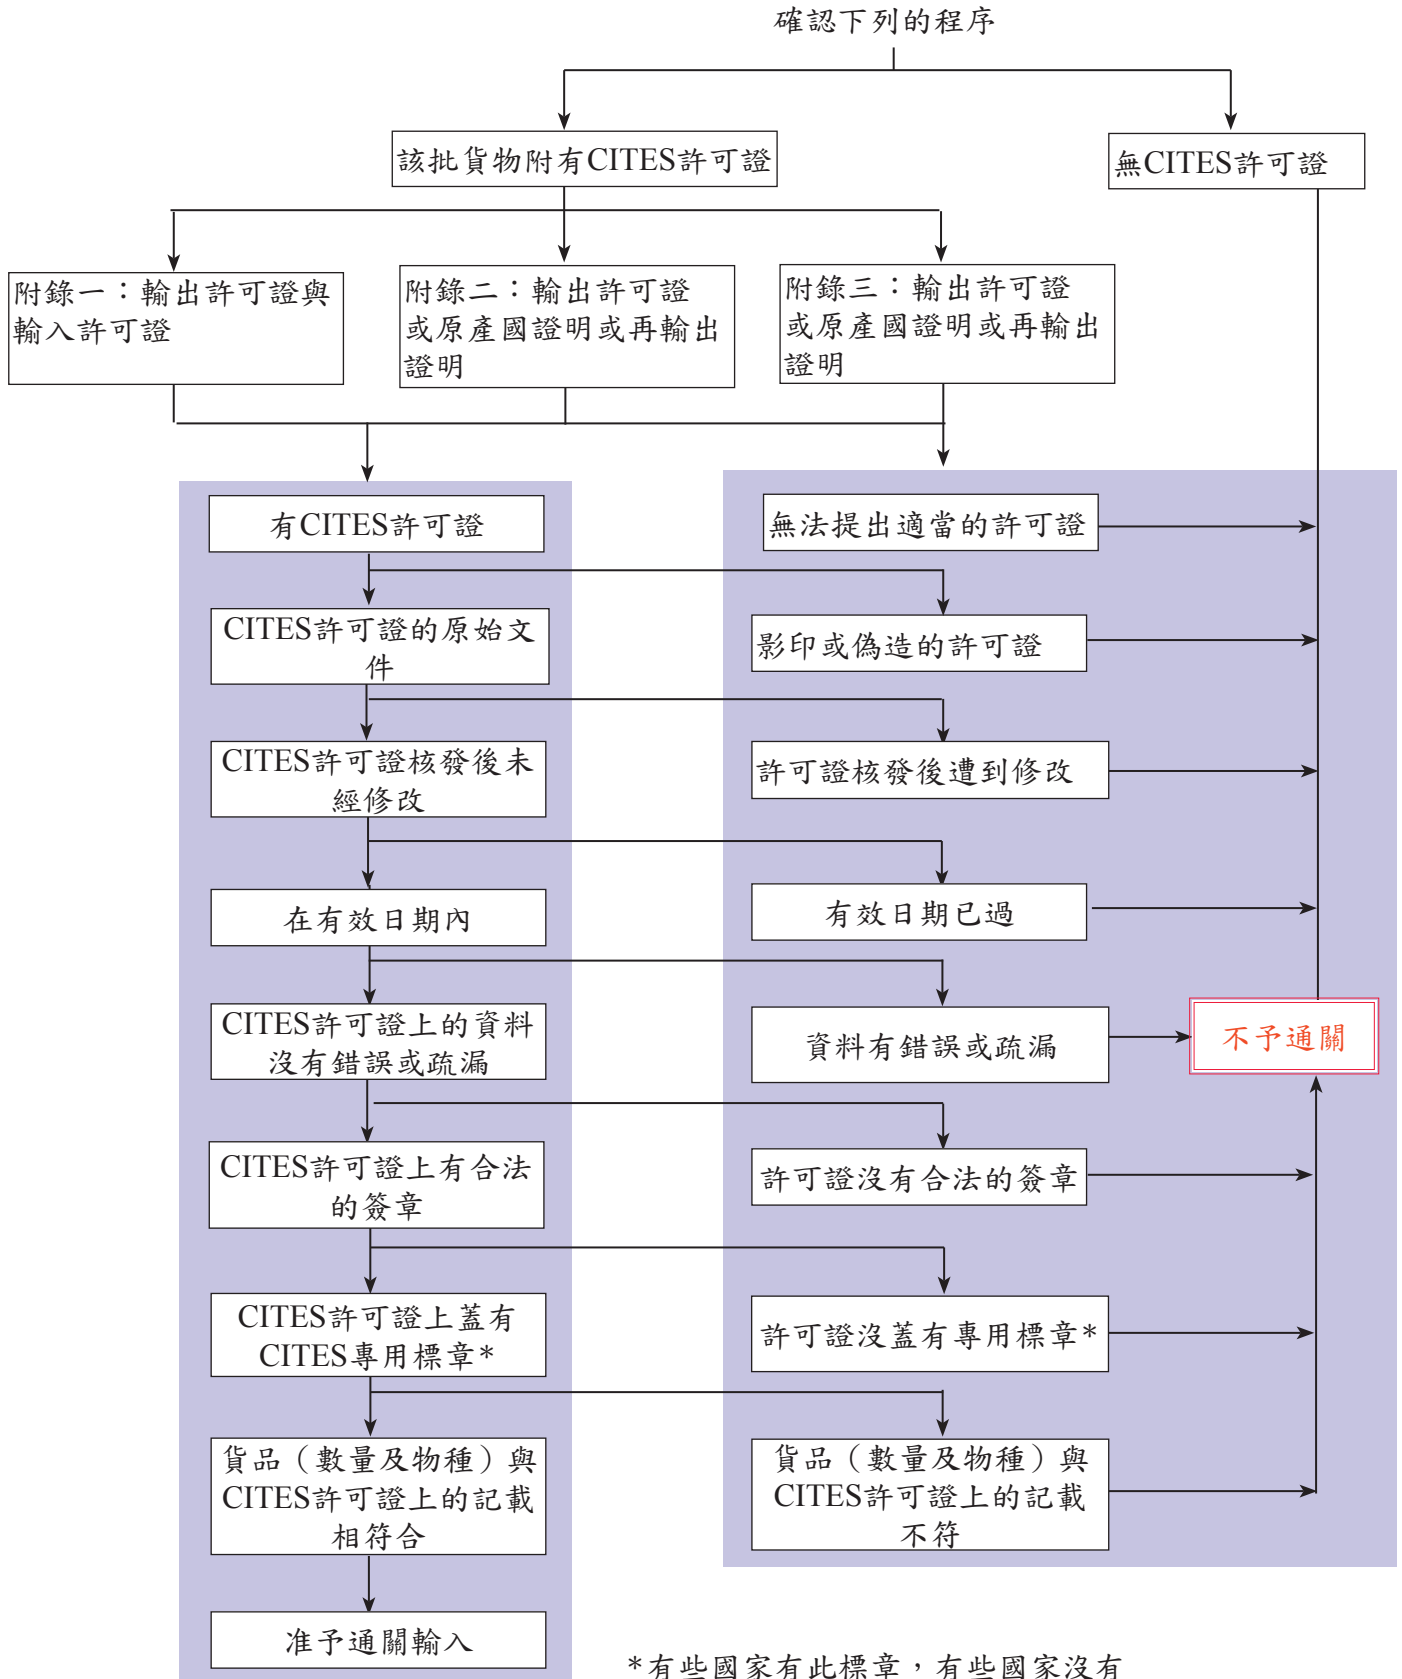 確認下列的程序
該批貨物附有CITES許可證
無CITES許可證
附錄一：輸出許可證與
輸入許可證
附錄二：輸出許可證
或原產國證明或再輸出
證明
附錄三：輸出許可證
或原產國證明或再輸出
證明
有CITES許可證
無法提出適當的許可證
CITES許可證的原始文
件
影印或偽造的許可證
CITES許可證核發後未
經修改
許可證核發後遭到修改
在有效日期內
有效日期已過
CITES許可證上的資料
沒有錯誤或疏漏
資料有錯誤或疏漏
不予通關
CITES許可證上有合法
的簽章
許可證沒有合法的簽章
CITES許可證上蓋有
CITES專用標章*
許可證沒蓋有專用標章*
貨品（數量及物種）與
CITES許可證上的記載
相符合
貨品（數量及物種）與
CITES許可證上的記載
不符
准予通關輸入
*有些國家有此標章，有些國家沒有